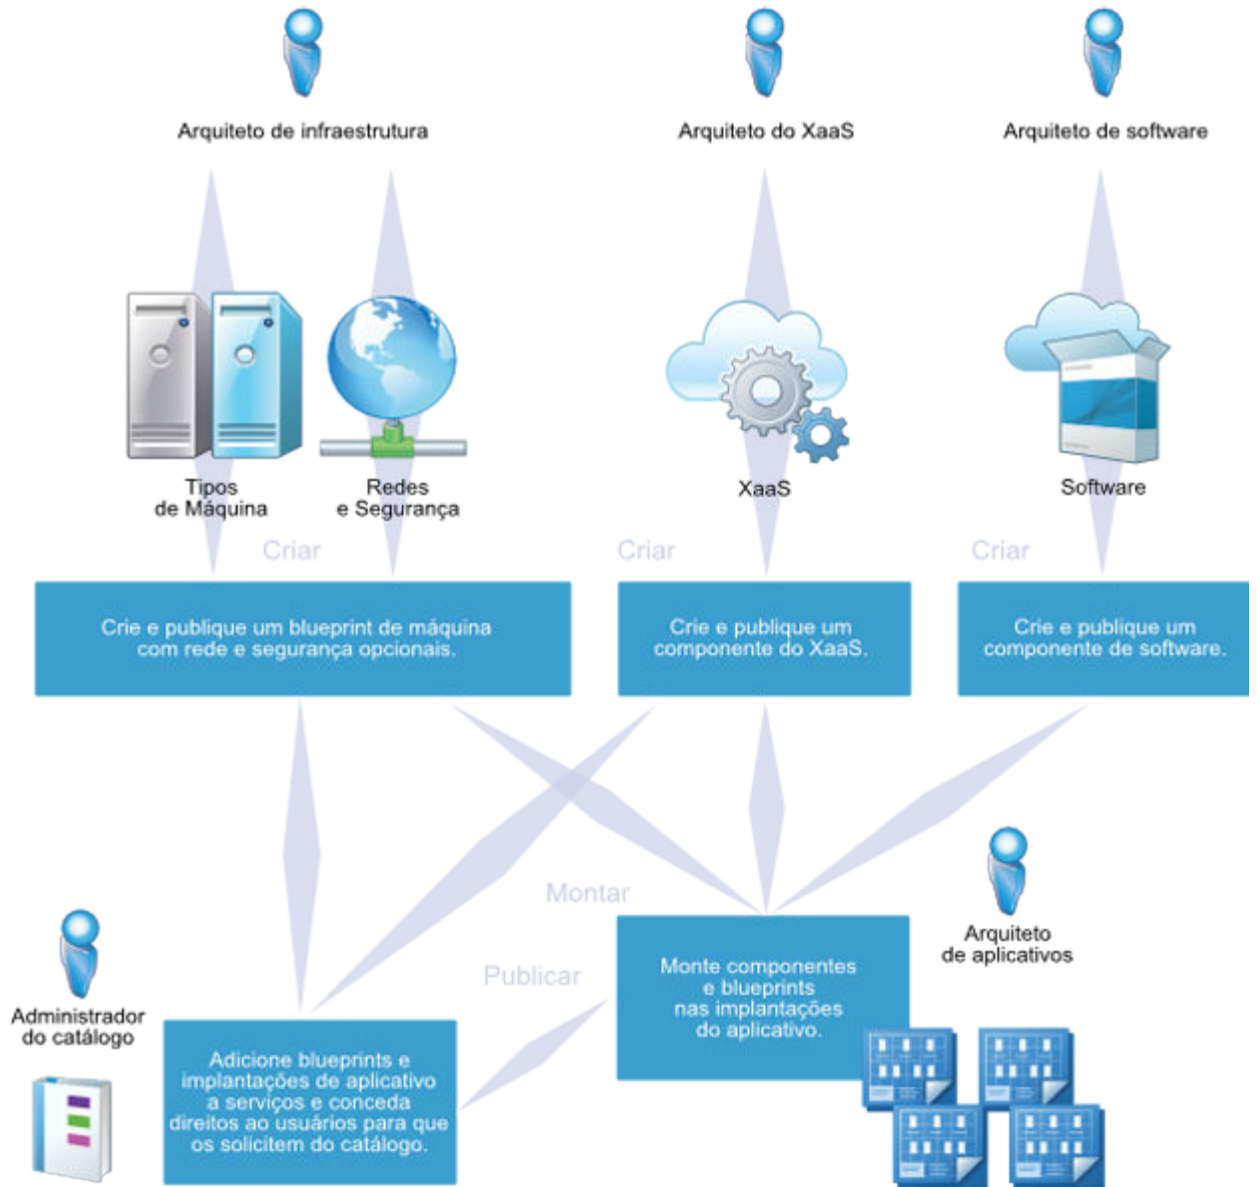 Arquiteto de infraestrutura
Arquiteto do XaaS
Arquiteto de software
Tipos
de Máquina
Redes
e Segurança
XaaS
Software
Criar
Criar
Criar
Crie e publique um blueprint de máquina
com rede e segurança opcionais.
Crie e publique um
componente do XaaS.
Crie e publique um
componente de software.
Montar
Publicar
Arquiteto
de aplicativos
Monte componentes
e blueprints
nas implantações
do aplicativo.
Administrador
do catálogo
Adicione blueprints e
implantações de aplicativo
a serviços e conceda
direitos ao usuários para que
os solicitem do catálogo.